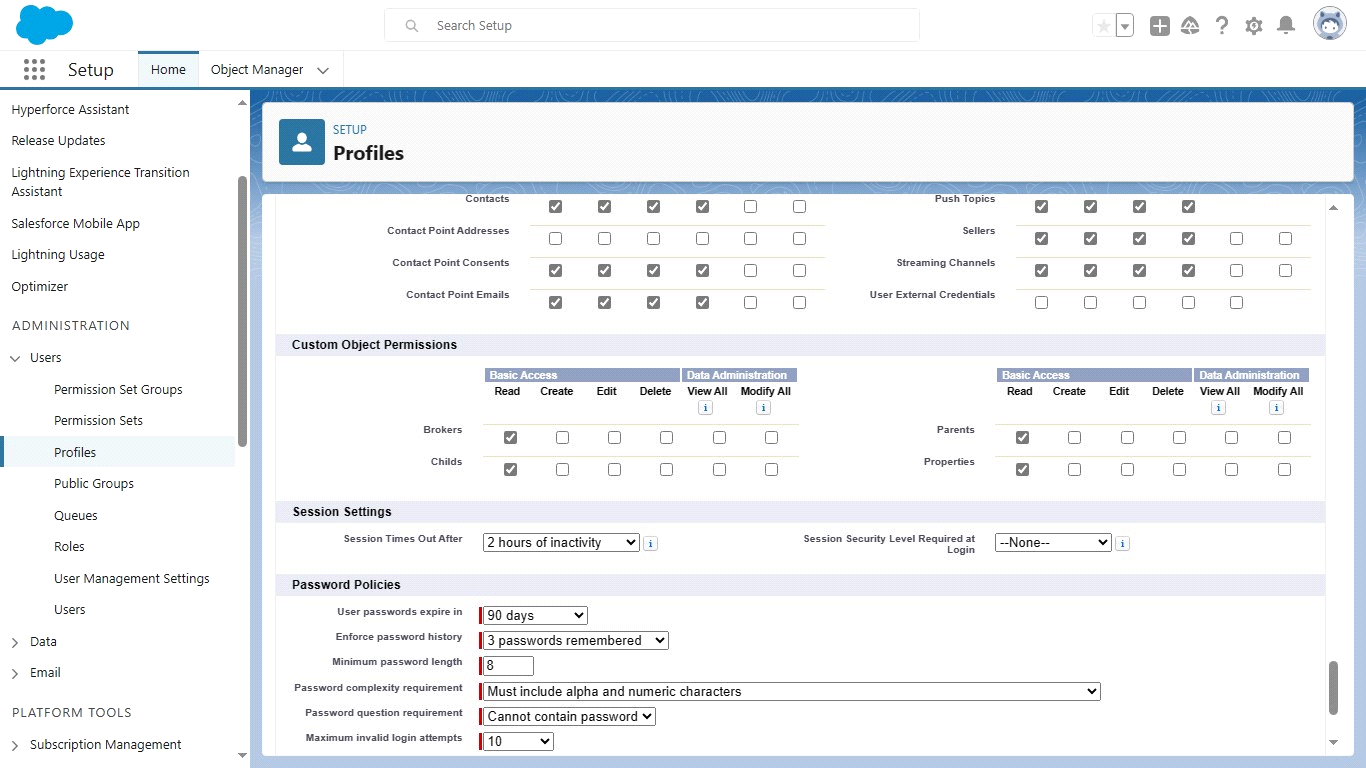 Search Setup
Setup
Home
Object Manager
Hyperforce Assistant
Release Updates
Lightning Experience Transition
Assistant
Salesforce Mobile App
Lightning Usage
Optimizer
ADMINISTRATION
Users
Permission Set Groups
Permission Sets
Profiles
Public Groups
Queues
Roles
User Management Settings
Users
Data
Email
PLATFORM TOOLS
Subscription Management
SETUP
Profiles
Contacts
Push Topics
Contact Point Addresses
Sellers
Contact Point Consents
Streaming Channels
Contact Point Emails
User External Credentials
Custom Object Permissions
Basic Access Data Administration
Basic Access Data Administration
Read Create Edit Delete View All Modify All
Read Create Edit Delete View All Modify All
Brokers
Parents
Childs
Properties
Session Settings
Session Times Out After 2 hours of inactivity
Session Security Level Required at
Login
--None--
Password Policies
User passwords expire in 90 days
Enforce password history 3 passwords remembered
Minimum password length 8
Password complexity requirement Must include alpha and numeric characters
Password question requirement Cannot contain password
Maximum invalid login attempts 10